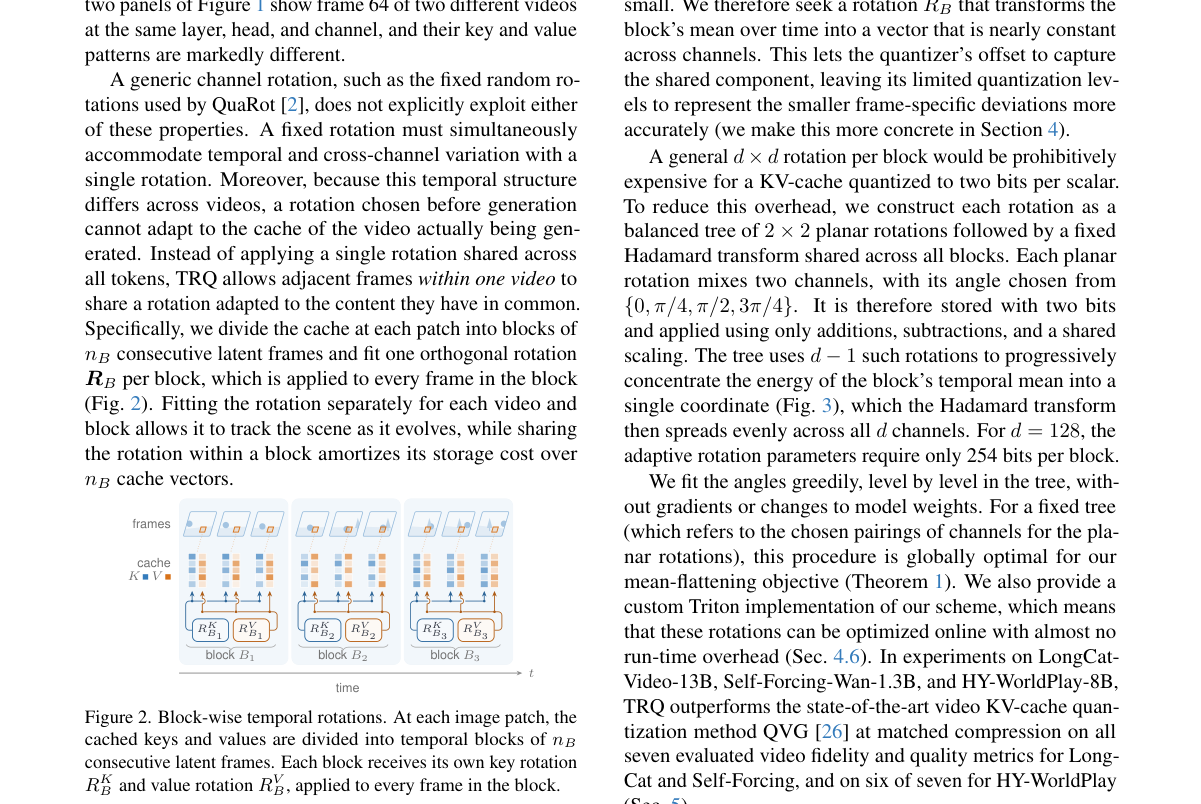 two panels of Figure 1 show frame 64 of two different videos
at the same layer, head, and channel, and their key and value
patterns are markedly different.
A generic channel rotation, such as the fixed random ro-
tations used by QuaRot [2], does not explicitly exploit either
of these properties. A fixed rotation must simultaneously
accommodate temporal and cross-channel variation with a
single rotation. Moreover, because this temporal structure
differs across videos, a rotation chosen before generation
cannot adapt to the cache of the video actually being gen-
erated. Instead of applying a single rotation shared across
all tokens, TRQ allows adjacent frames within one video to
share a rotation adapted to the content they have in common.
Specifically, we divide the cache at each patch into blocks of
n_B consecutive latent frames and fit one orthogonal rotation
R_B per block, which is applied to every frame in the block
(Fig. 2). Fitting the rotation separately for each video and
block allows it to track the scene as it evolves, while sharing
the rotation within a block amortizes its storage cost over
n_B cache vectors.
frames
cache
K ■ V ■
R^K_{B_1} R^V_{B_1} R^K_{B_2} R^V_{B_2} R^K_{B_3} R^V_{B_3}
block B_1 block B_2 block B_3
t
time
Figure 2. Block-wise temporal rotations. At each image patch, the
cached keys and values are divided into temporal blocks of n_B
consecutive latent frames. Each block receives its own key rotation
R^K_B and value rotation R^V_B, applied to every frame in the block.
small. We therefore seek a rotation R_B that transforms the
block's mean over time into a vector that is nearly constant
across channels. This lets the quantizer's offset to capture
the shared component, leaving its limited quantization lev-
els to represent the smaller frame-specific deviations more
accurately (we make this more concrete in Section 4).
A general d × d rotation per block would be prohibitively
expensive for a KV-cache quantized to two bits per scalar.
To reduce this overhead, we construct each rotation as a
balanced tree of 2 × 2 planar rotations followed by a fixed
Hadamard transform shared across all blocks. Each planar
rotation mixes two channels, with its angle chosen from
{0, π/4, π/2, 3π/4}. It is therefore stored with two bits
and applied using only additions, subtractions, and a shared
scaling. The tree uses d − 1 such rotations to progressively
concentrate the energy of the block's temporal mean into a
single coordinate (Fig. 3), which the Hadamard transform
then spreads evenly across all d channels. For d = 128, the
adaptive rotation parameters require only 254 bits per block.
We fit the angles greedily, level by level in the tree, with-
out gradients or changes to model weights. For a fixed tree
(which refers to the chosen pairings of channels for the pla-
nar rotations), this procedure is globally optimal for our
mean-flattening objective (Theorem 1). We also provide a
custom Triton implementation of our scheme, which means
that these rotations can be optimized online with almost no
run-time overhead (Sec. 4.6). In experiments on LongCat-
Video-13B, Self-Forcing-Wan-1.3B, and HY-WorldPlay-8B,
TRQ outperforms the state-of-the-art video KV-cache quan-
tization method QVG [26] at matched compression on all
seven evaluated video fidelity and quality metrics for Long-
Cat and Self-Forcing, and on six of seven for HY-WorldPlay
(Sec. 5).